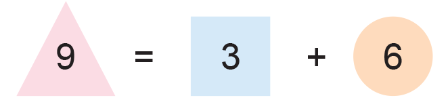 9 = 3 + 6